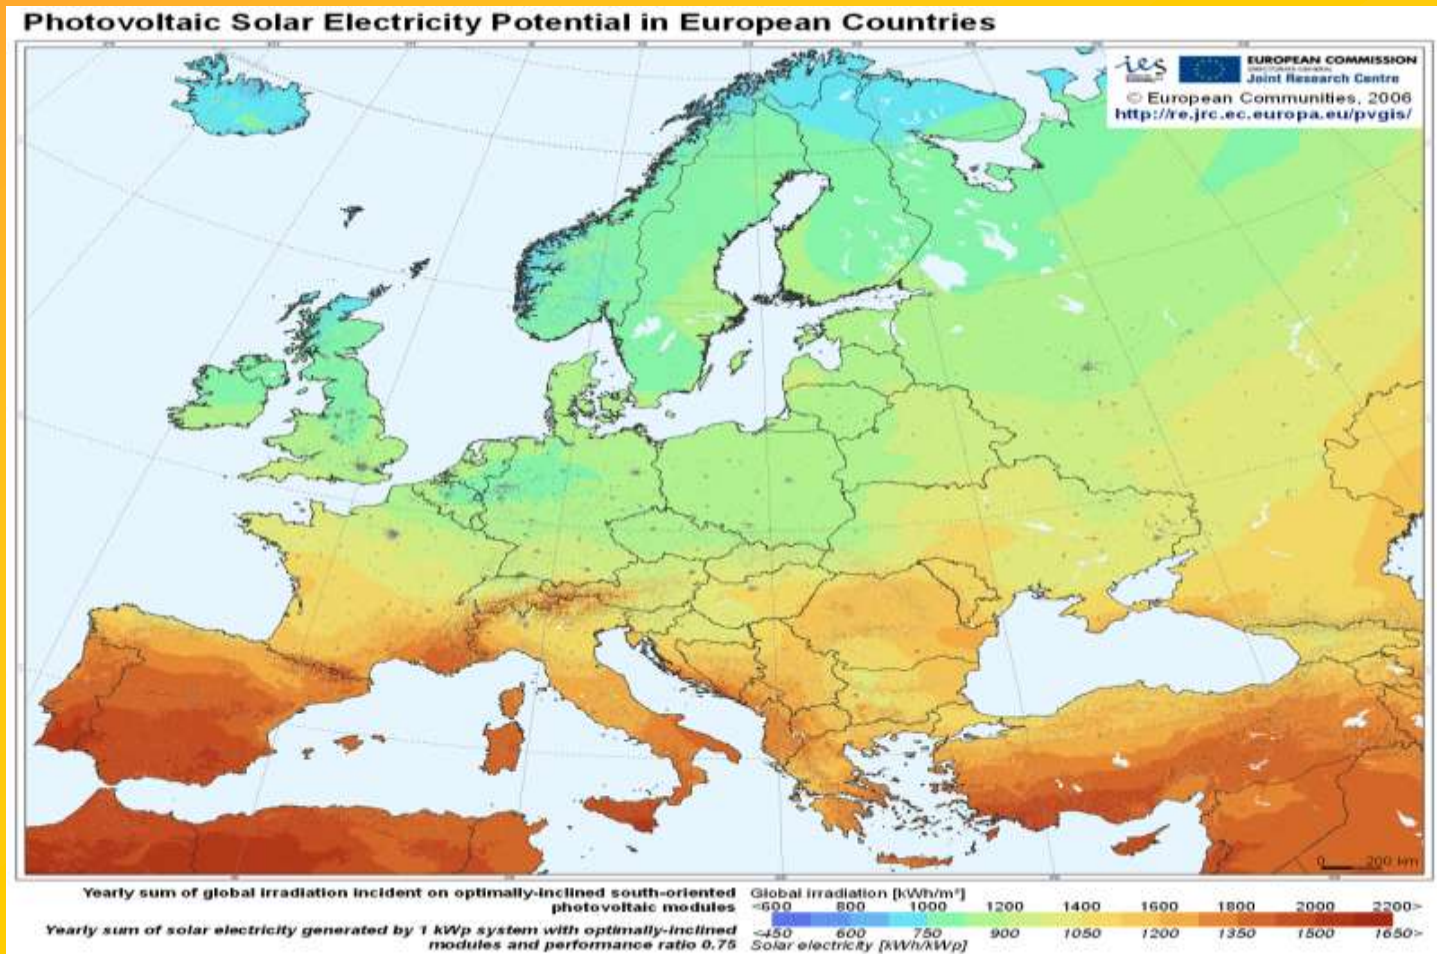 Photovoltaic Solar Electricity Potential in European Countries
ies
EUROPEAN COMMISSION
DIRECTORATE-GENERAL
Joint Research Centre
© European Communities, 2006
http://re.jrc.ec.europa.eu/pvgis/
0 200 km
Yearly sum of global irradiation incident on optimally-inclined south-oriented
photovoltaic modules
Yearly sum of solar electricity generated by 1 kWp system with optimally-inclined
modules and performance ratio 0.75
Global irradiation [kWh/m²]
<600 800 1000 1200 1400 1600 1800 2000 2200>
<450 600 750 900 1050 1200 1350 1500 1650>
Solar electricity [kWh/kWp]